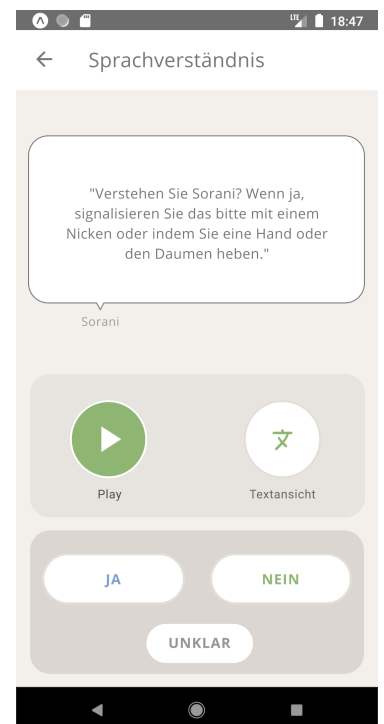 LTE 18:47
Sprachverständnis
"Verstehen Sie Sorani? Wenn ja,
signalisieren Sie das bitte mit einem
Nicken oder indem Sie eine Hand oder
den Daumen heben."
Sorani
Play Textansicht
JA NEIN
UNKLAR